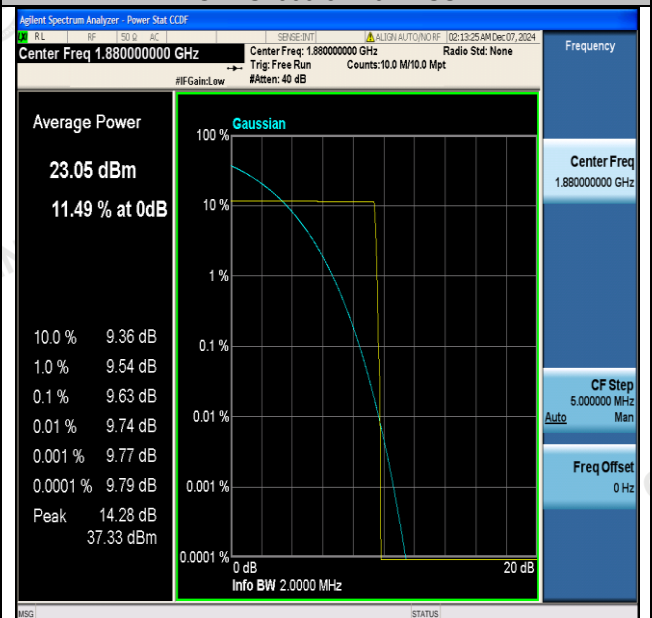 Agilent Spectrum Analyzer - Power Stat CCDF
RL RF 50 Ω AC SENSE:INT ALIGN AUTO/NO RF 02:13:25 AM Dec 07, 2024
Center Freq 1.880000000 GHz
Center Freq: 1.880000000 GHz Radio Std: None
Trig: Free Run Counts:10.0 M/10.0 Mpt
#IFGain:Low #Atten: 40 dB
Frequency
Average Power
23.05 dBm
11.49 % at 0dB
10.0 % 9.36 dB
1.0 % 9.54 dB
0.1 % 9.63 dB
0.01 % 9.74 dB
0.001 % 9.77 dB
0.0001 % 9.79 dB
Peak 14.28 dB
37.33 dBm
Gaussian
100 %
10 %
1 %
0.1 %
0.01 %
0.001 %
0.0001 %
0 dB 20 dB
Info BW 2.0000 MHz
Center Freq
1.880000000 GHz
CF Step
5.000000 MHz
Auto Man
Freq Offset
0 Hz
MSG STATUS